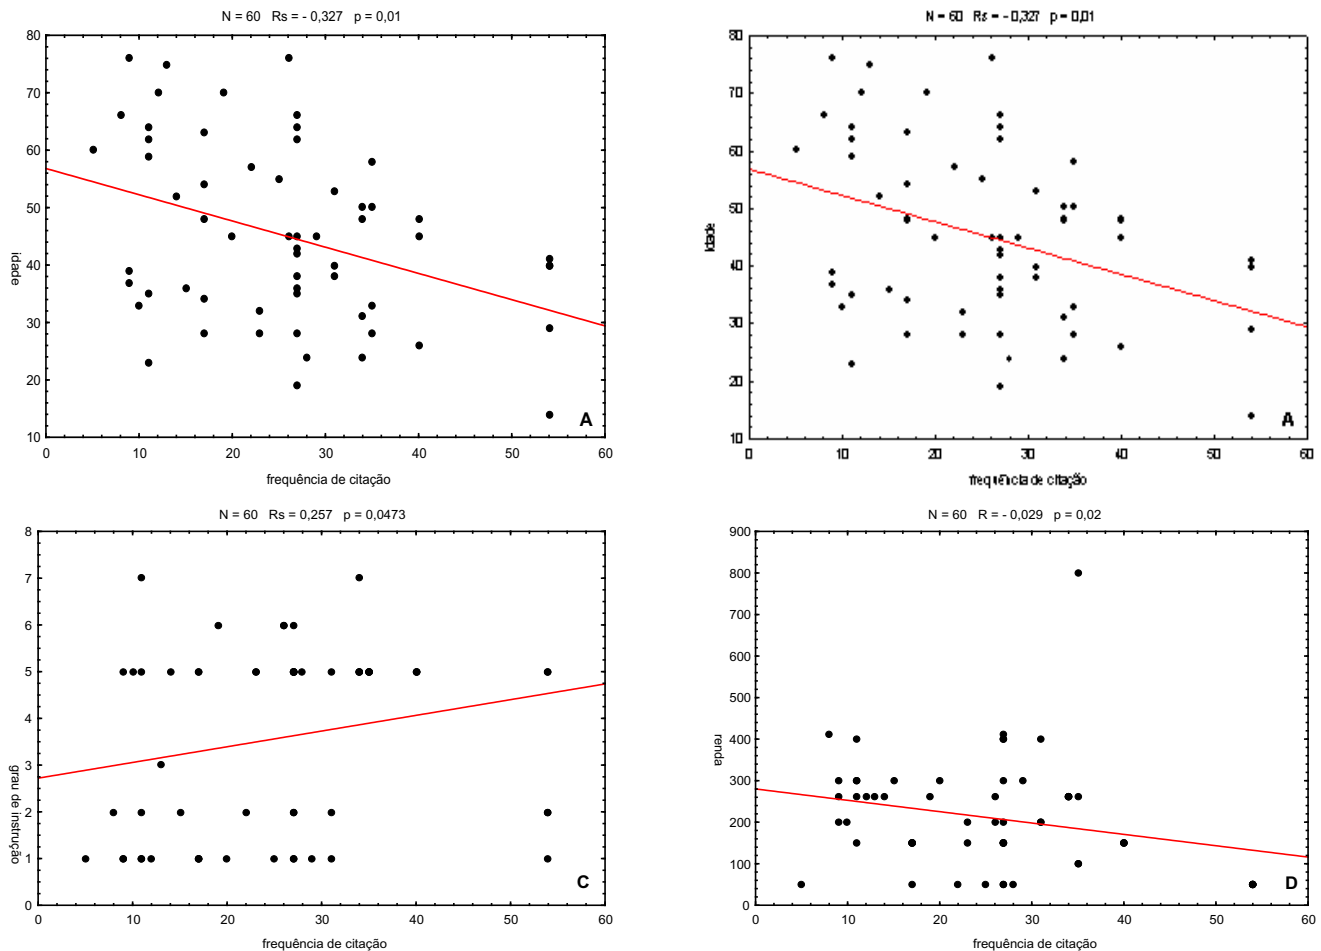 N = 60 Rs = - 0,327 p = 0,01
80
70
60
50
40
30
20
10
idade
A
0 10 20 30 40 50 60
frequência de citação
N = 60 Rs = - 0,327 p = 0,01
80
70
60
50
40
30
20
10
Idade
A
0 10 20 30 40 50 60
frequência de citação
N = 60 Rs = 0,257 p = 0,0473
8
7
6
5
4
3
2
1
0
grau de instrução
C
0 10 20 30 40 50 60
frequência de citação
N = 60 R = - 0,029 p = 0,02
900
800
700
600
500
400
300
200
100
0
renda
D
0 10 20 30 40 50 60
frequência de citação